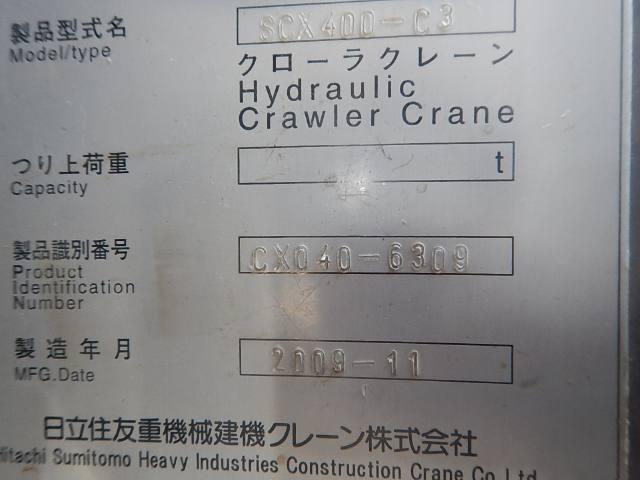 製品型式名 SCX400-C3
Model/type
クローラクレーン
Hydraulic
Crawler Crane
つり上荷重 t
Capacity
製品識別番号 CX040-6309
Product
Identification
Number
製造年月 2009-11
MFG.Date
日立住友重機械建機クレーン株式会社
Hitachi Sumitomo Heavy Industries Construction Crane Co.,Ltd.